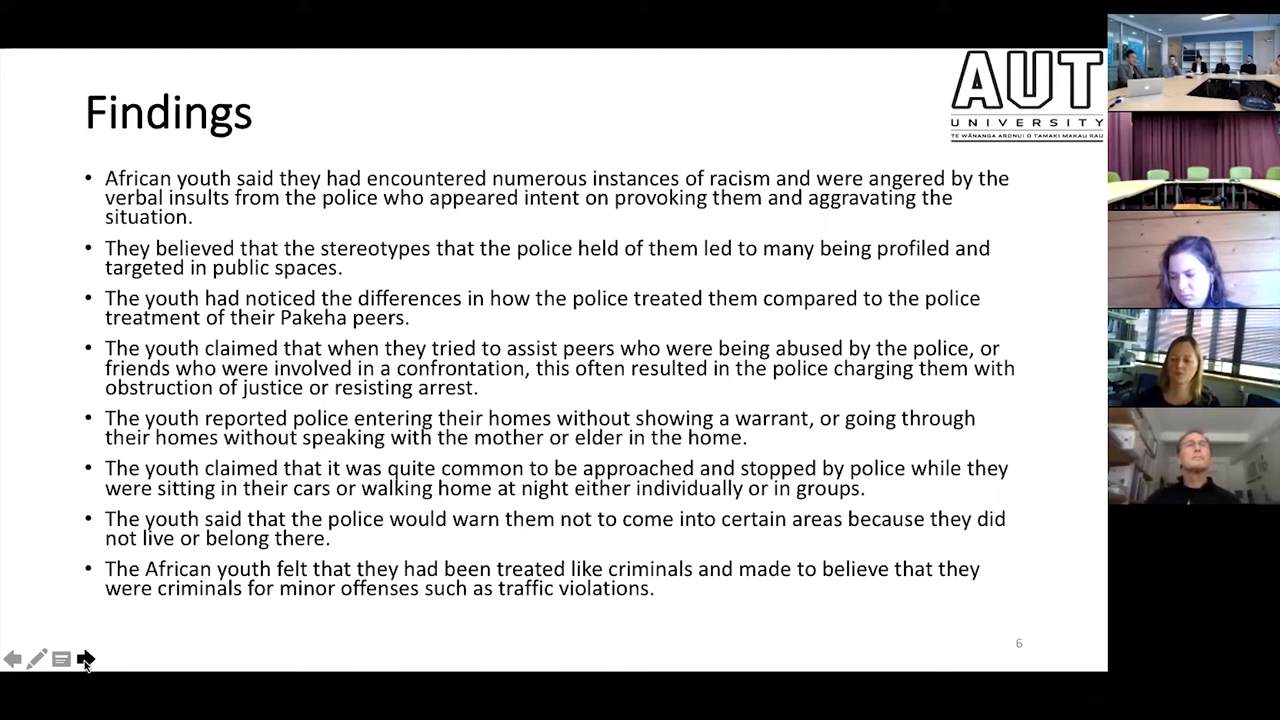 AUT
UNIVERSITY
TE WĀNANGA ARONUI O TAMAKI MAKAU RAU
Findings
• African youth said they had encountered numerous instances of racism and were angered by the
verbal insults from the police who appeared intent on provoking them and aggravating the
situation.
• They believed that the stereotypes that the police held of them led to many being profiled and
targeted in public spaces.
• The youth had noticed the differences in how the police treated them compared to the police
treatment of their Pakeha peers.
• The youth claimed that when they tried to assist peers who were being abused by the police, or
friends who were involved in a confrontation, this often resulted in the police charging them with
obstruction of justice or resisting arrest.
• The youth reported police entering their homes without showing a warrant, or going through
their homes without speaking with the mother or elder in the home.
• The youth claimed that it was quite common to be approached and stopped by police while they
were sitting in their cars or walking home at night either individually or in groups.
• The youth said that the police would warn them not to come into certain areas because they did
not live or belong there.
• The African youth felt that they had been treated like criminals and made to believe that they
were criminals for minor offenses such as traffic violations.
6